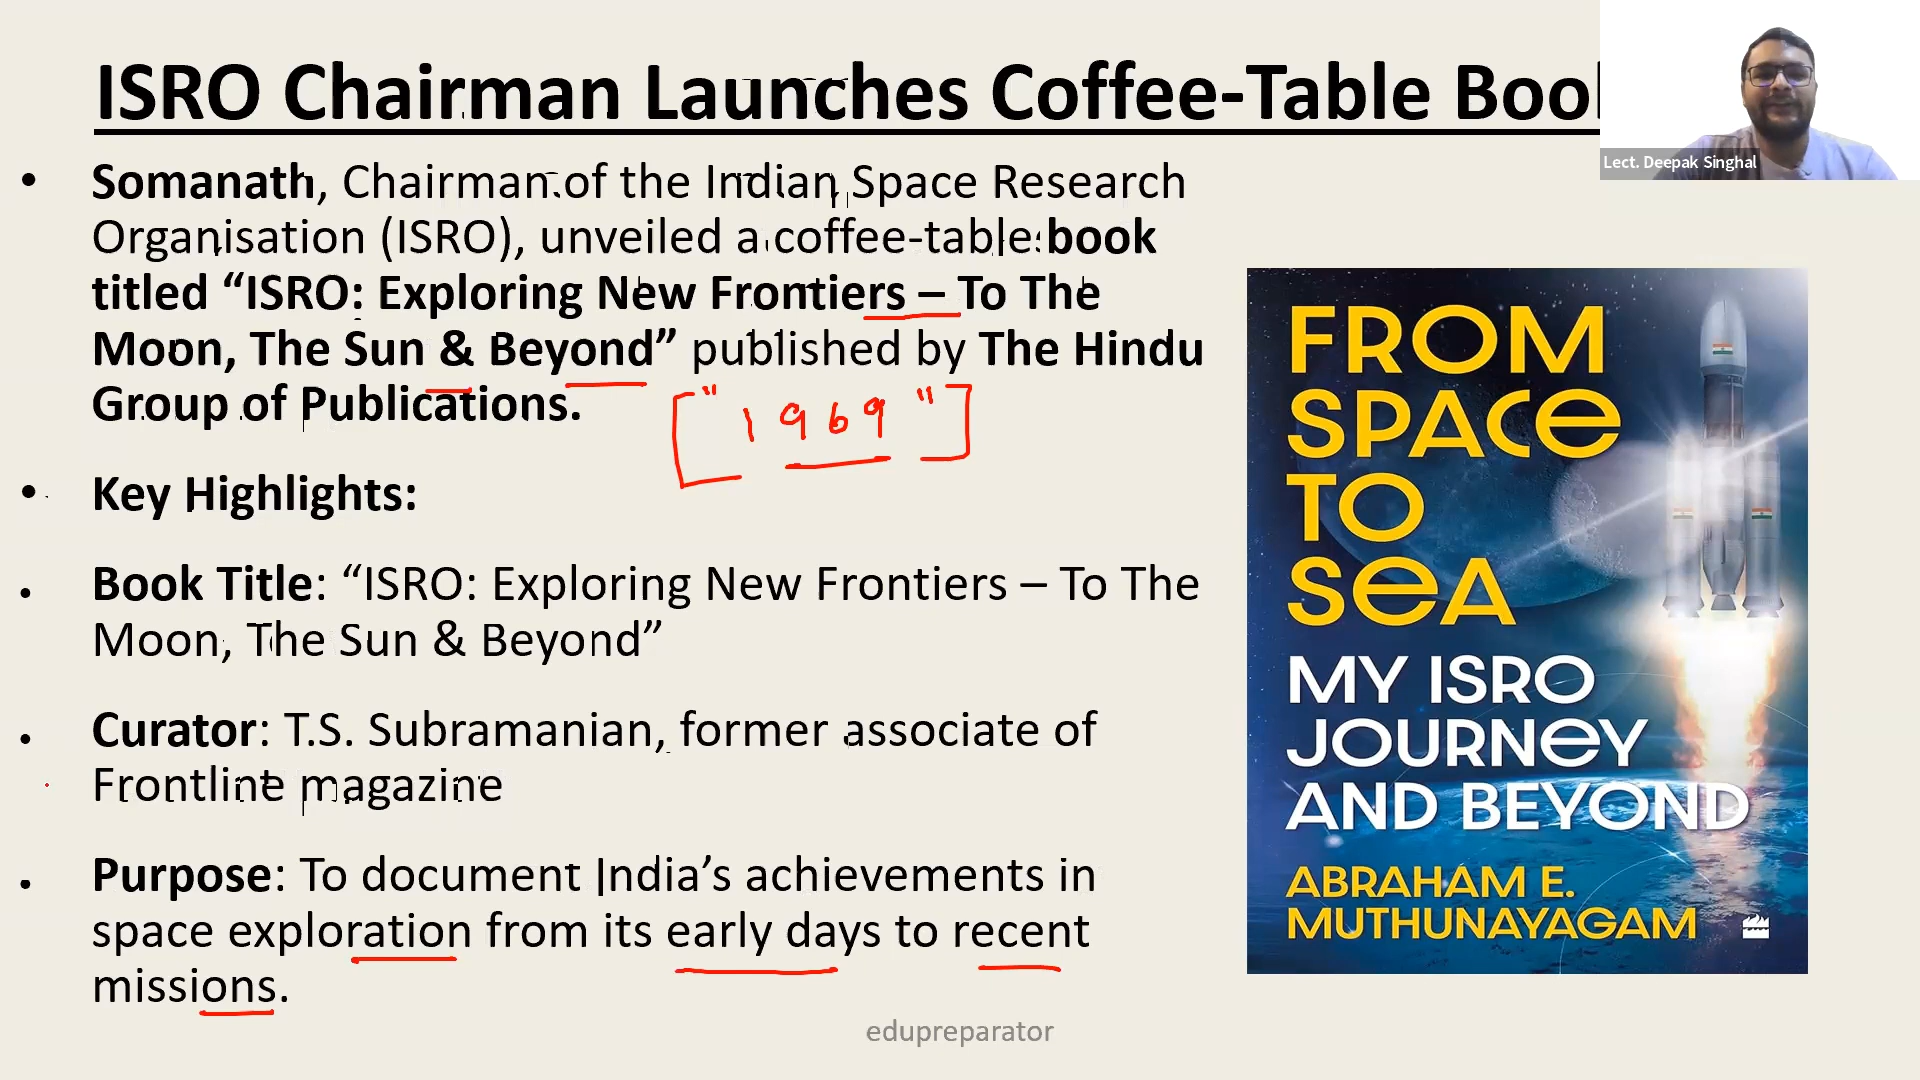 ISRO Chairman Launches Coffee-Table Boo
Lect. Deepak Singhal
• Somanath, Chairman of the Indian Space Research
Organisation (ISRO), unveiled a coffee-table book
titled “ISRO: Exploring New Frontiers – To The
Moon, The Sun & Beyond” published by The Hindu
Group of Publications.
[" 1969 "]
• Key Highlights:
• Book Title: “ISRO: Exploring New Frontiers – To The
Moon, The Sun & Beyond”
• Curator: T.S. Subramanian, former associate of
Frontline magazine
• Purpose: To document India’s achievements in
space exploration from its early days to recent
missions.
FROM
SPACE
TO
SEA
MY ISRO
JOURNEY
AND BEYOND
ABRAHAM E.
MUTHUNAYAGAM
edupreparator